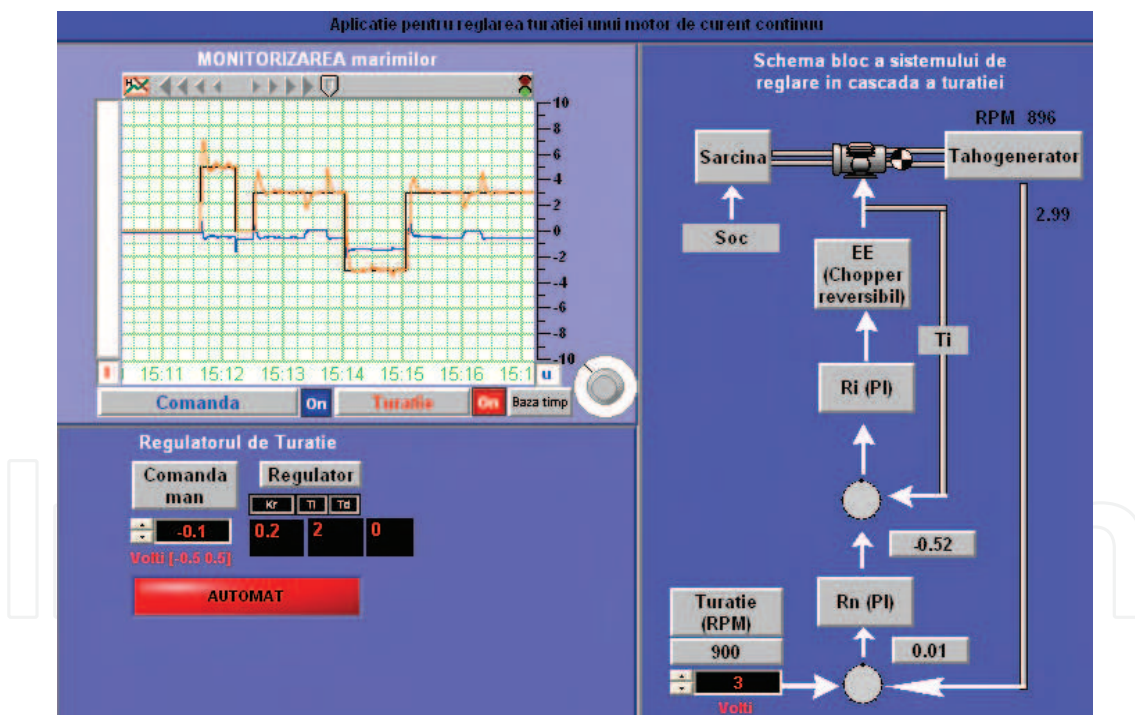 Aplicatie pentru reglarea turatiei unui motor de curent continuu
MONITORIZAREA marimilor
H
10
8
6
4
2
0
-2
-4
-6
-8
-10
15:11 15:12 15:13 15:14 15:15 15:16 15:1
I
u
Comanda On Turatie On Baza timp
Regulatorul de Turatie
Comanda
man
Regulator
Kr Ti Td
-0.1
0.2 2 0
Volti [-0.5 0.5]
AUTOMAT
Schema bloc a sistemului de
reglare in cascada a turatiei
RPM 896
Sarcina
Tahogenerator
2.99
Soc
EE
(Chopper
reversibil)
Ti
Ri (PI)
-0.52
Turatie
(RPM)
Rn (PI)
900
0.01
3
Volti